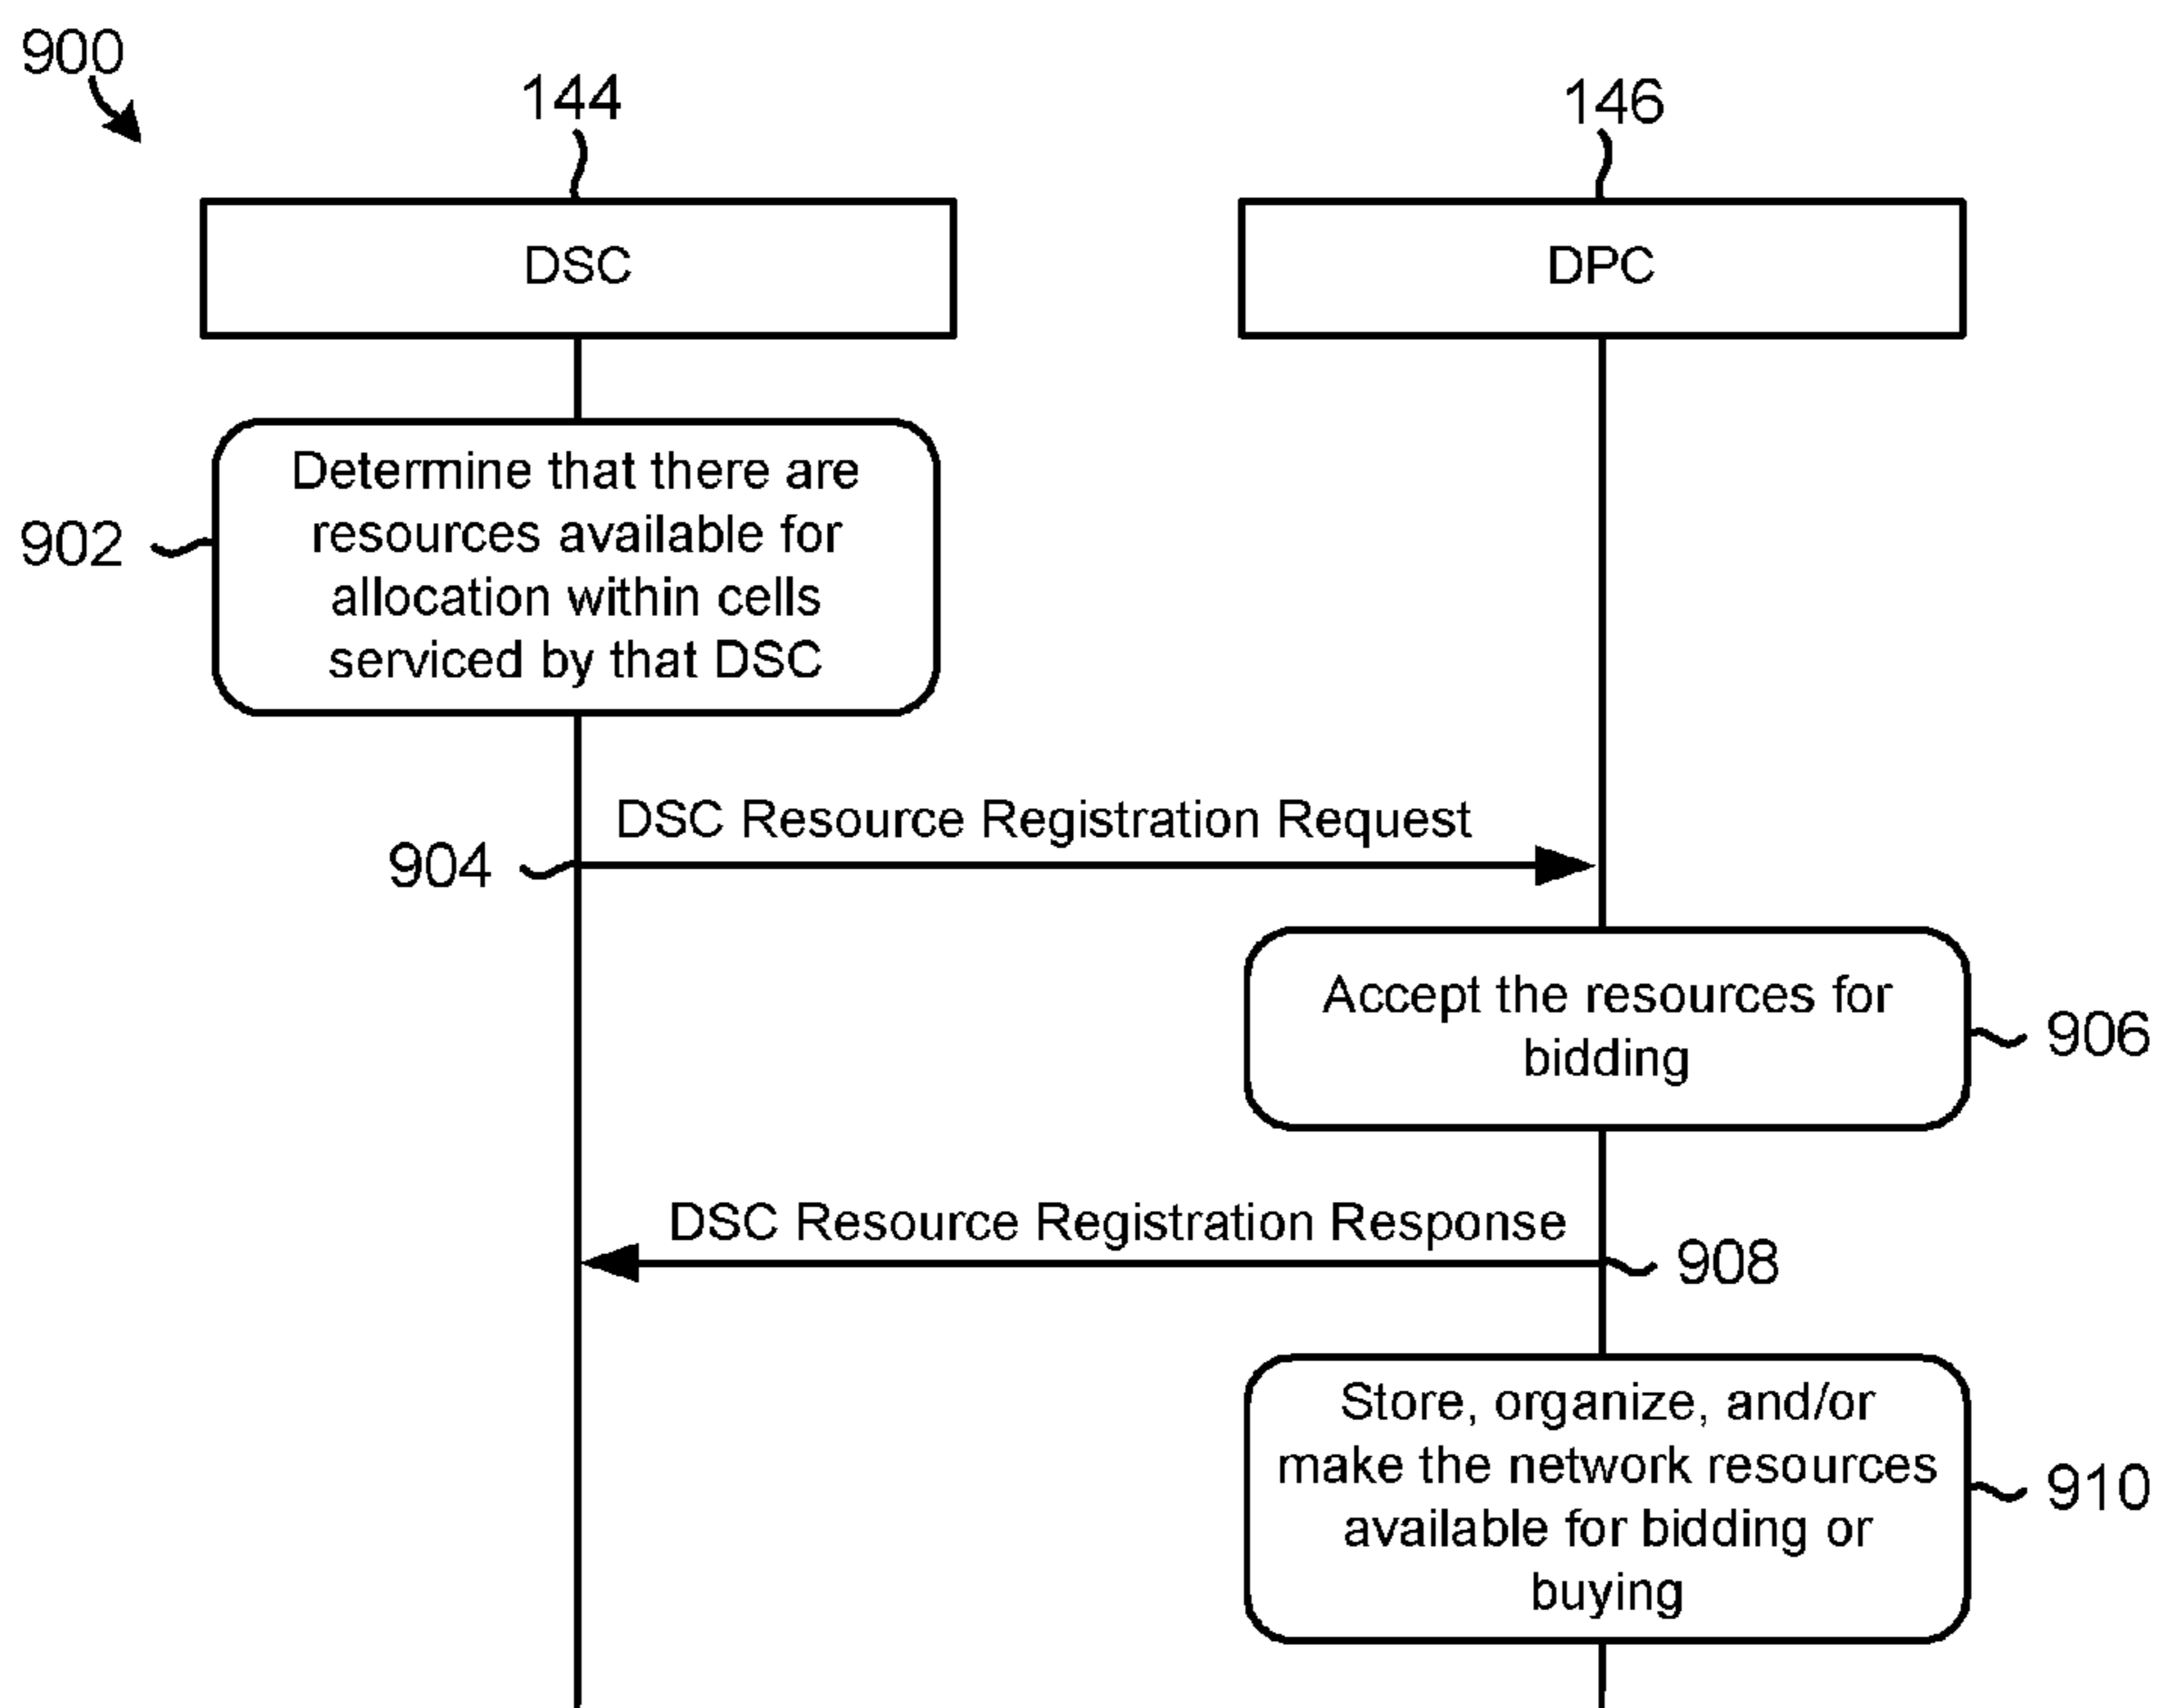 900
144
146
DSC
DPC
Determine that there are
resources available for
allocation within cells
serviced by that DSC
902
DSC Resource Registration Request
904
Accept the resources for
bidding
906
DSC Resource Registration Response
908
Store, organize, and/or
make the network resources
available for bidding or
buying
910